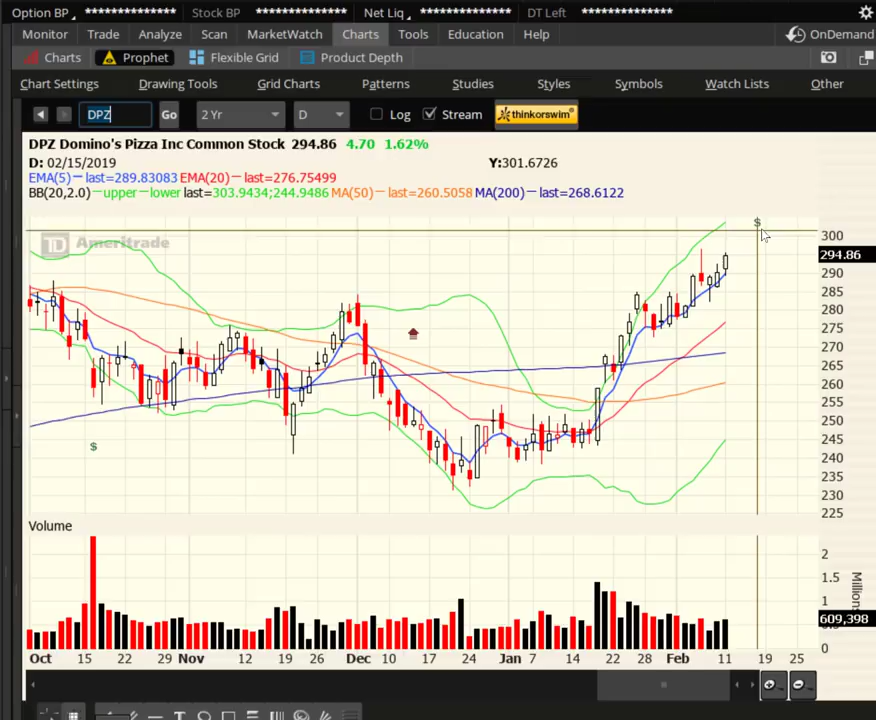 Option BP ************** Stock BP ************** Net Liq ************** DT Left **************
Monitor Trade Analyze Scan MarketWatch Charts Tools Education Help OnDemand
Charts Prophet Flexible Grid Product Depth
Chart Settings Drawing Tools Grid Charts Patterns Studies Styles Symbols Watch Lists Other
DPZ Go 2 Yr D Log Stream thinkorswim
DPZ Domino's Pizza Inc Common Stock 294.86 4.70 1.62%
D: 02/15/2019 Y:301.6726
EMA(5)—last=289.83083 EMA(20)—last=276.75499
BB(20,2.0)—upper—lower last=303.9434;244.9486 MA(50)—last=260.5058 MA(200)—last=268.6122
$
TD Ameritrade
300
294.86
290
285
280
275
270
265
260
255
250
245
$
240
235
230
225
Volume
2
1.5
1
609,398
0
Millions
Oct 15 22 29 Nov 12 19 26 Dec 10 17 24 Jan 7 14 22 28 Feb 11 19 25
T